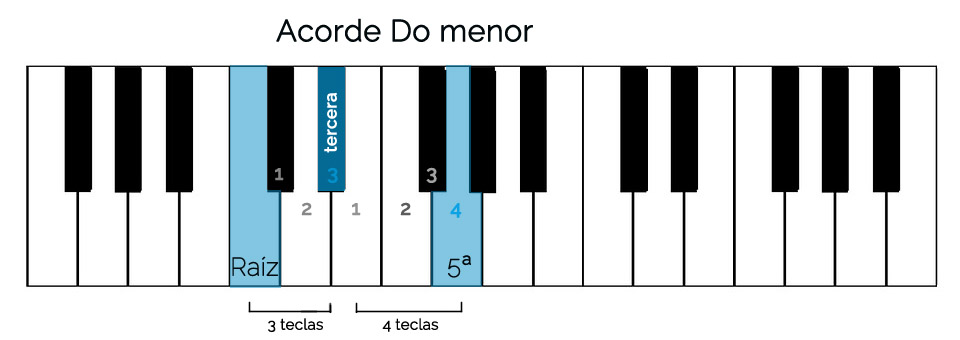 Acorde Do menor
tercera
1 3 3
2 1 2 4
Raíz 5ª
3 teclas 4 teclas